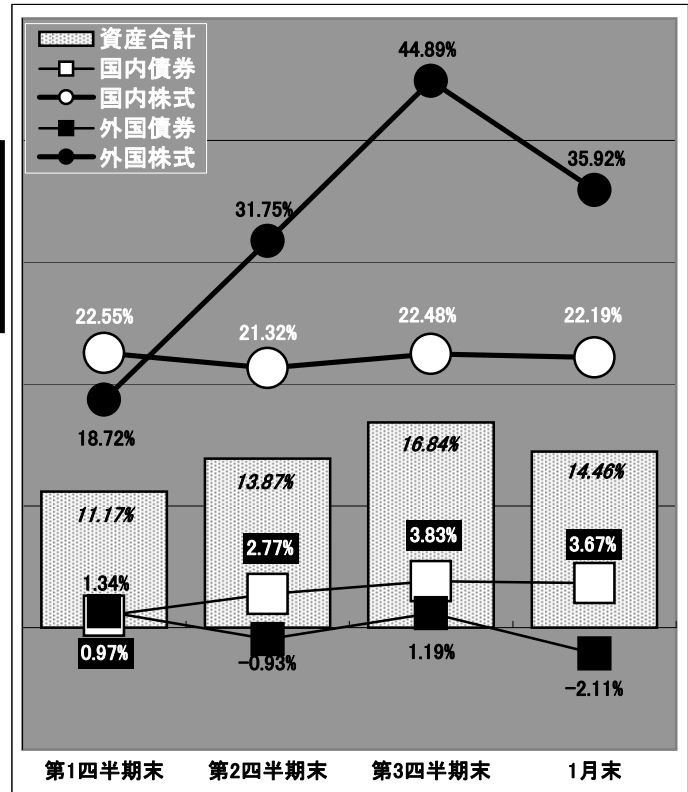 資産合計
国内債券
国内株式
外国債券
外国株式
44.89%
35.92%
31.75%
22.55%
21.32%
22.48%
22.19%
18.72%
11.17%
13.87%
16.84%
14.46%
1.34%
2.77%
3.83%
3.67%
0.97%
-0.93%
1.19%
-2.11%
第1四半期末
第2四半期末
第3四半期末
1月末